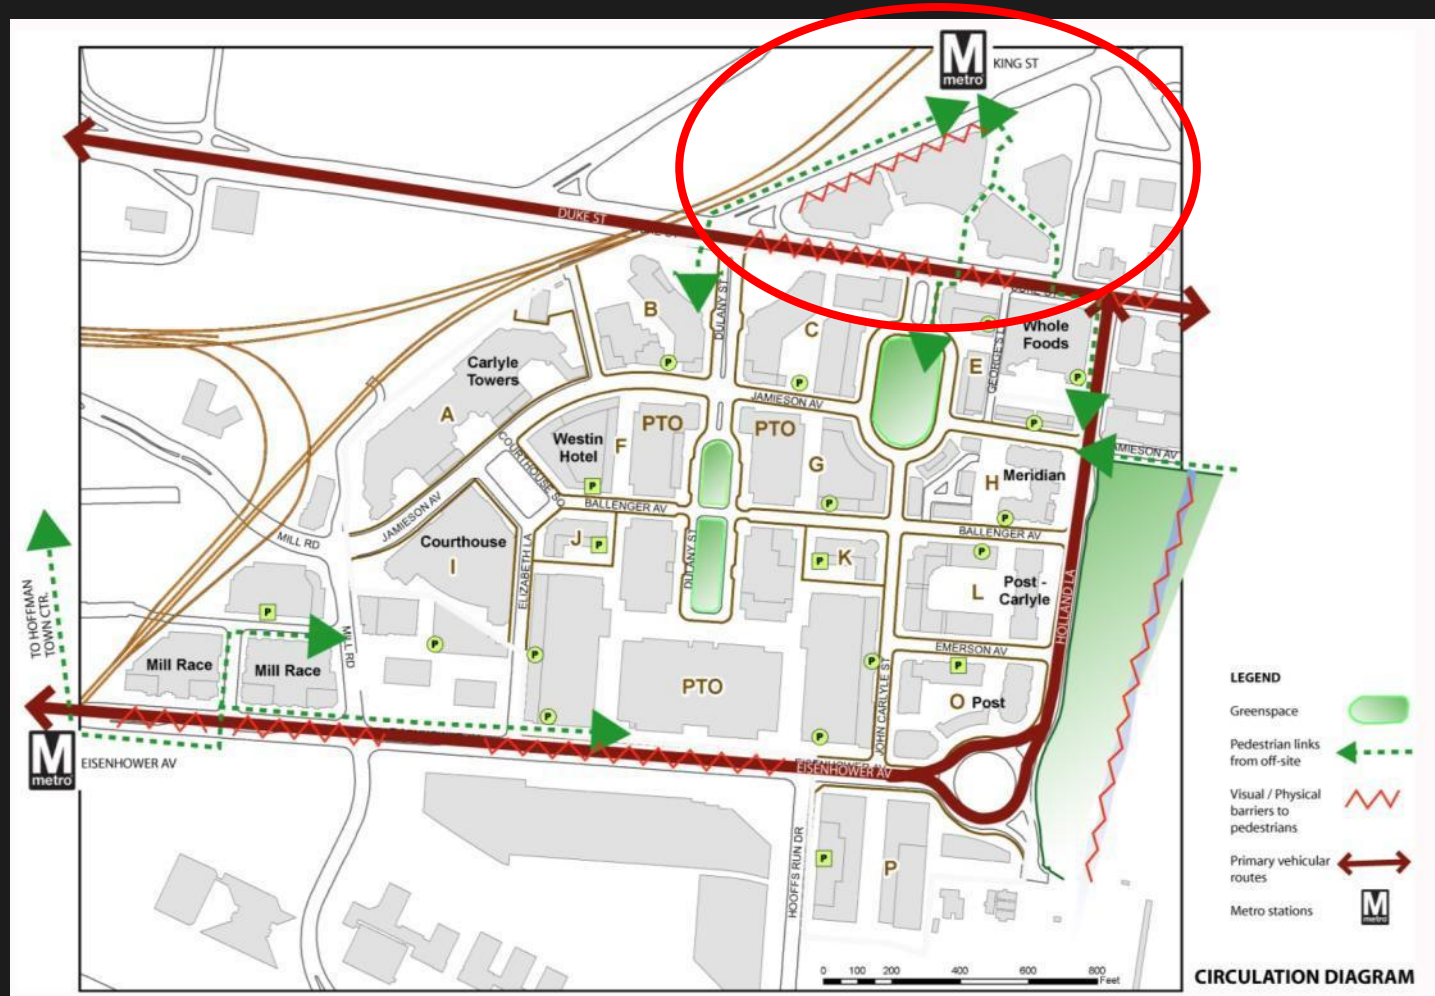 M
metro
KING ST
DUKE ST
DULANY ST
B
C
Whole
Foods
E
GEORGE ST
P
P
P
P
P
Carlyle
Towers
A
JAMIESON AV
JAMIESON AV
PTO
PTO
Westin
Hotel
F
G
COURTHOUSE SQ
H
Meridian
P
P
P
BALLENGER AV
BALLENGER AV
JAMIESON AV
MILL RD
Courthouse
I
J
P
ELIZABETH LA
DULANY ST
P
K
P
L
Post -
Carlyle
HOLLAND LA
TO HOFFMAN
TOWN CTR.
P
MILL RD
Mill Race
Mill Race
P
P
PTO
P
EMERSON AV
P
O Post
JOHN CARLYLE ST
P
P
M
metro
EISENHOWER AV
EISENHOWER AV
HOOFFS RUN DR
P
P
LEGEND
Greenspace
Pedestrian links
from off-site
Visual / Physical
barriers to
pedestrians
Primary vehicular
routes
Metro stations
M
metro
0 100 200 400 600 800
Feet
CIRCULATION DIAGRAM